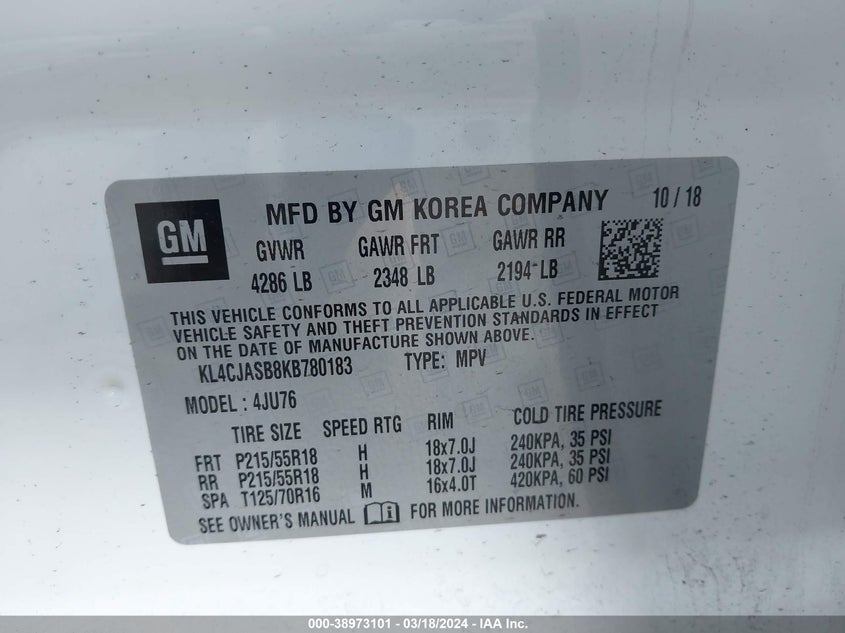 GM
MFD BY GM KOREA COMPANY 10 / 18
GVWR GAWR FRT GAWR RR
4286 LB 2348 LB 2194 LB
THIS VEHICLE CONFORMS TO ALL APPLICABLE U.S. FEDERAL MOTOR
VEHICLE SAFETY AND THEFT PREVENTION STANDARDS IN EFFECT
ON THE DATE OF MANUFACTURE SHOWN ABOVE.
KL4CJASB8KB780183 TYPE: MPV
MODEL : 4JU76
TIRE SIZE SPEED RTG RIM COLD TIRE PRESSURE
FRT P215/55R18 H 18x7.0J 240KPA, 35 PSI
RR P215/55R18 H 18x7.0J 240KPA, 35 PSI
SPA T125/70R16 M 16x4.0T 420KPA, 60 PSI
SEE OWNER'S MANUAL FOR MORE INFORMATION.
000-38973101 / 03/18/2024 - IAA Inc.